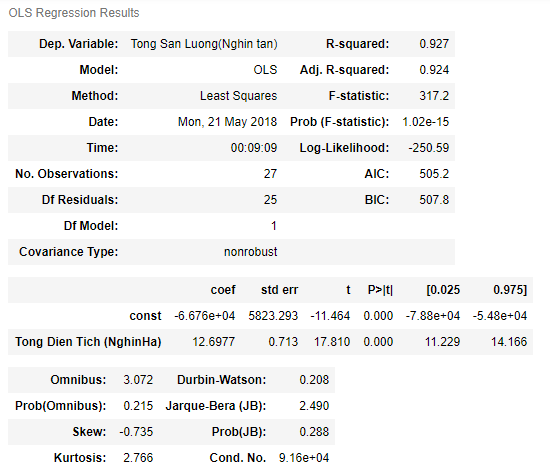 OLS Regression Results
Dep. Variable: Tong San Luong(Nghin tan) R-squared: 0.927
Model: OLS Adj. R-squared: 0.924
Method: Least Squares F-statistic: 317.2
Date: Mon, 21 May 2018 Prob (F-statistic): 1.02e-15
Time: 00:09:09 Log-Likelihood: -250.59
No. Observations: 27 AIC: 505.2
Df Residuals: 25 BIC: 507.8
Df Model: 1
Covariance Type: nonrobust
coef std err t P>|t| [0.025 0.975]
const -6.676e+04 5823.293 -11.464 0.000 -7.88e+04 -5.48e+04
Tong Dien Tich (NghinHa) 12.6977 0.713 17.810 0.000 11.229 14.166
Omnibus: 3.072 Durbin-Watson: 0.208
Prob(Omnibus): 0.215 Jarque-Bera (JB): 2.490
Skew: -0.735 Prob(JB): 0.288
Kurtosis: 2.766 Cond. No. 9.16e+04